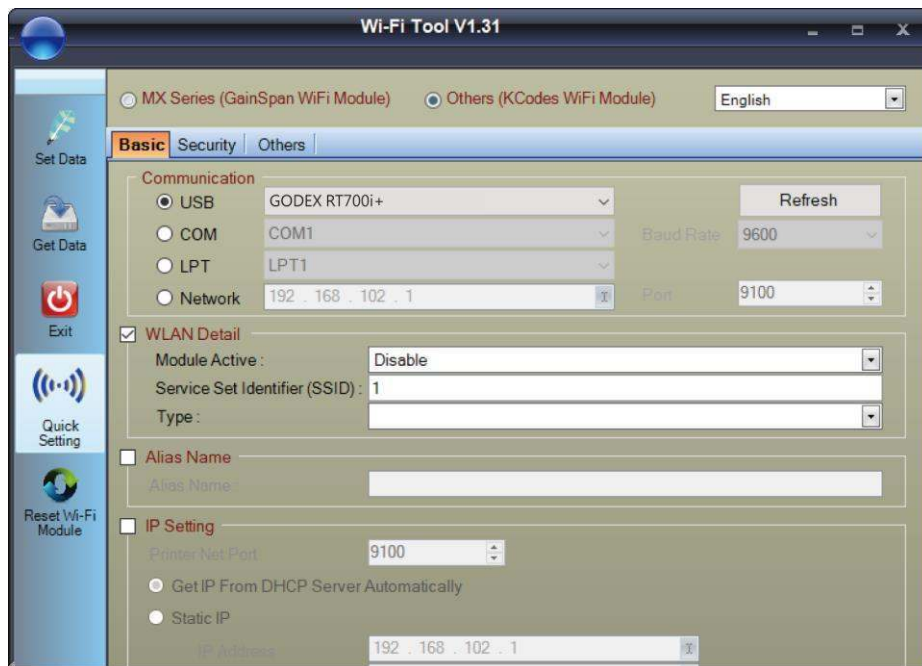 Wi-Fi Tool V1.31
MX Series (GainSpan WiFi Module) Others (KCodes WiFi Module) English
Basic Security Others
Set Data
Get Data
Exit
Quick
Setting
Reset Wi-Fi
Module
Communication
USB GODEX RT700i+ Refresh
COM COM1 Baud Rate 9600
LPT LPT1
Network 192 . 168 . 102 . 1 Port 9100
WLAN Detail
Module Active : Disable
Service Set Identifier (SSID) : 1
Type :
Alias Name
Alias Name
IP Setting
Printer Net Port 9100
Get IP From DHCP Server Automatically
Static IP
IP Address 192 . 168 . 102 . 1